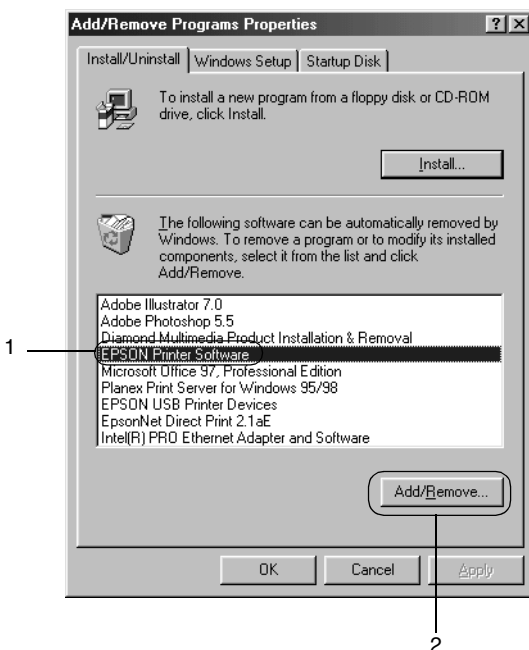 Add/Remove Programs Properties
Install/Uninstall Windows Setup Startup Disk
To install a new program from a floppy disk or CD-ROM
drive, click Install.
Install...
The following software can be automatically removed by
Windows. To remove a program or to modify its installed
components, select it from the list and click
Add/Remove.
Adobe Illustrator 7.0
Adobe Photoshop 5.5
Diamond Multimedia Product Installation & Removal
1
EPSON Printer Software
Microsoft Office 97, Professional Edition
Planex Print Server for Windows 95/98
EPSON USB Printer Devices
EpsonNet Direct Print 2.1aE
Intel(R) PRO Ethernet Adapter and Software
Add/Remove...
OK Cancel Apply
2